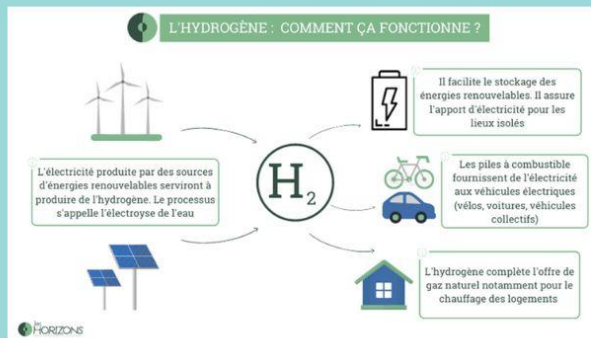 L'HYDROGÈNE : COMMENT ÇA FONCTIONNE ?
L'électricité produite par des sources
d'énergies renouvelables serviront à
produire de l'hydrogène. Le processus
s'appelle l'électroyse de l'eau
H2
Il facilite le stockage des
énergies renouvelables. Il assure
l'apport d'électricité pour les
lieux isolés
Les piles à combustible
fournissent de l'électricité
aux véhicules électriques
(vélos, voitures, véhicules
collectifs)
L'hydrogène complète l'offre de
gaz naturel notamment pour le
chauffage des logements
Les
HORIZONS